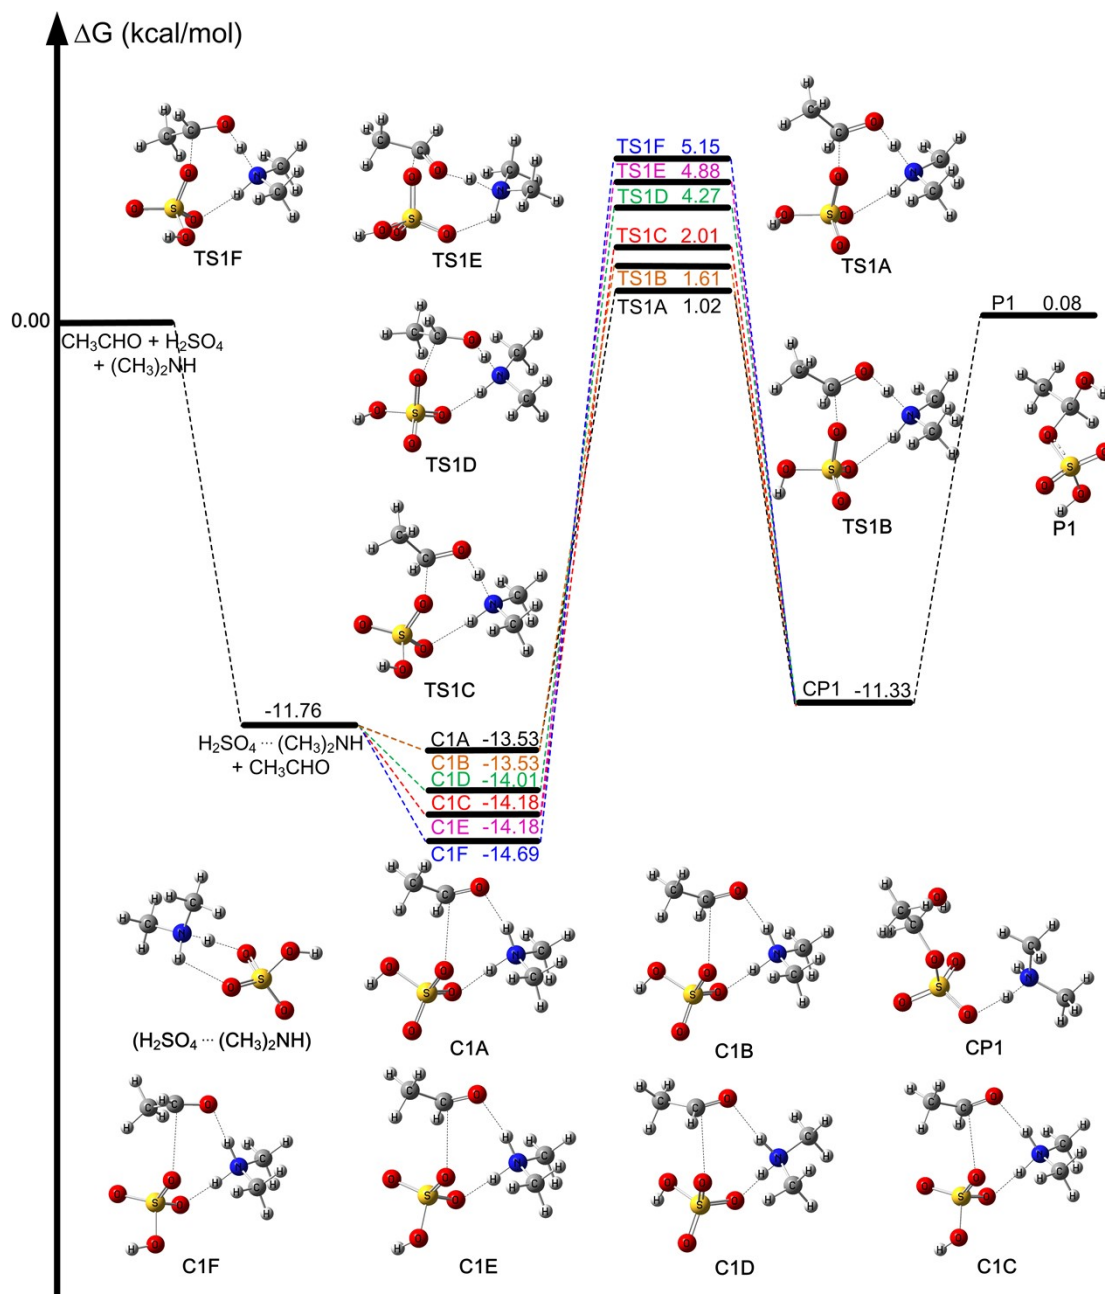 ΔG (kcal/mol)
TS1F
TS1E
TS1A
TS1F 5.15
TS1E 4.88
TS1D 4.27
TS1C 2.01
TS1B 1.61
TS1A 1.02
0.00
CH₃CHO + H₂SO₄
+ (CH₃)₂NH
P1 0.08
TS1D
TS1B
P1
TS1C
-11.76
H₂SO₄ ··· (CH₃)₂NH
+ CH₃CHO
CP1 -11.33
C1A -13.53
C1B -13.53
C1D -14.01
C1C -14.18
C1E -14.18
C1F -14.69
(H₂SO₄ ··· (CH₃)₂NH)
C1A
C1B
CP1
C1F
C1E
C1D
C1C